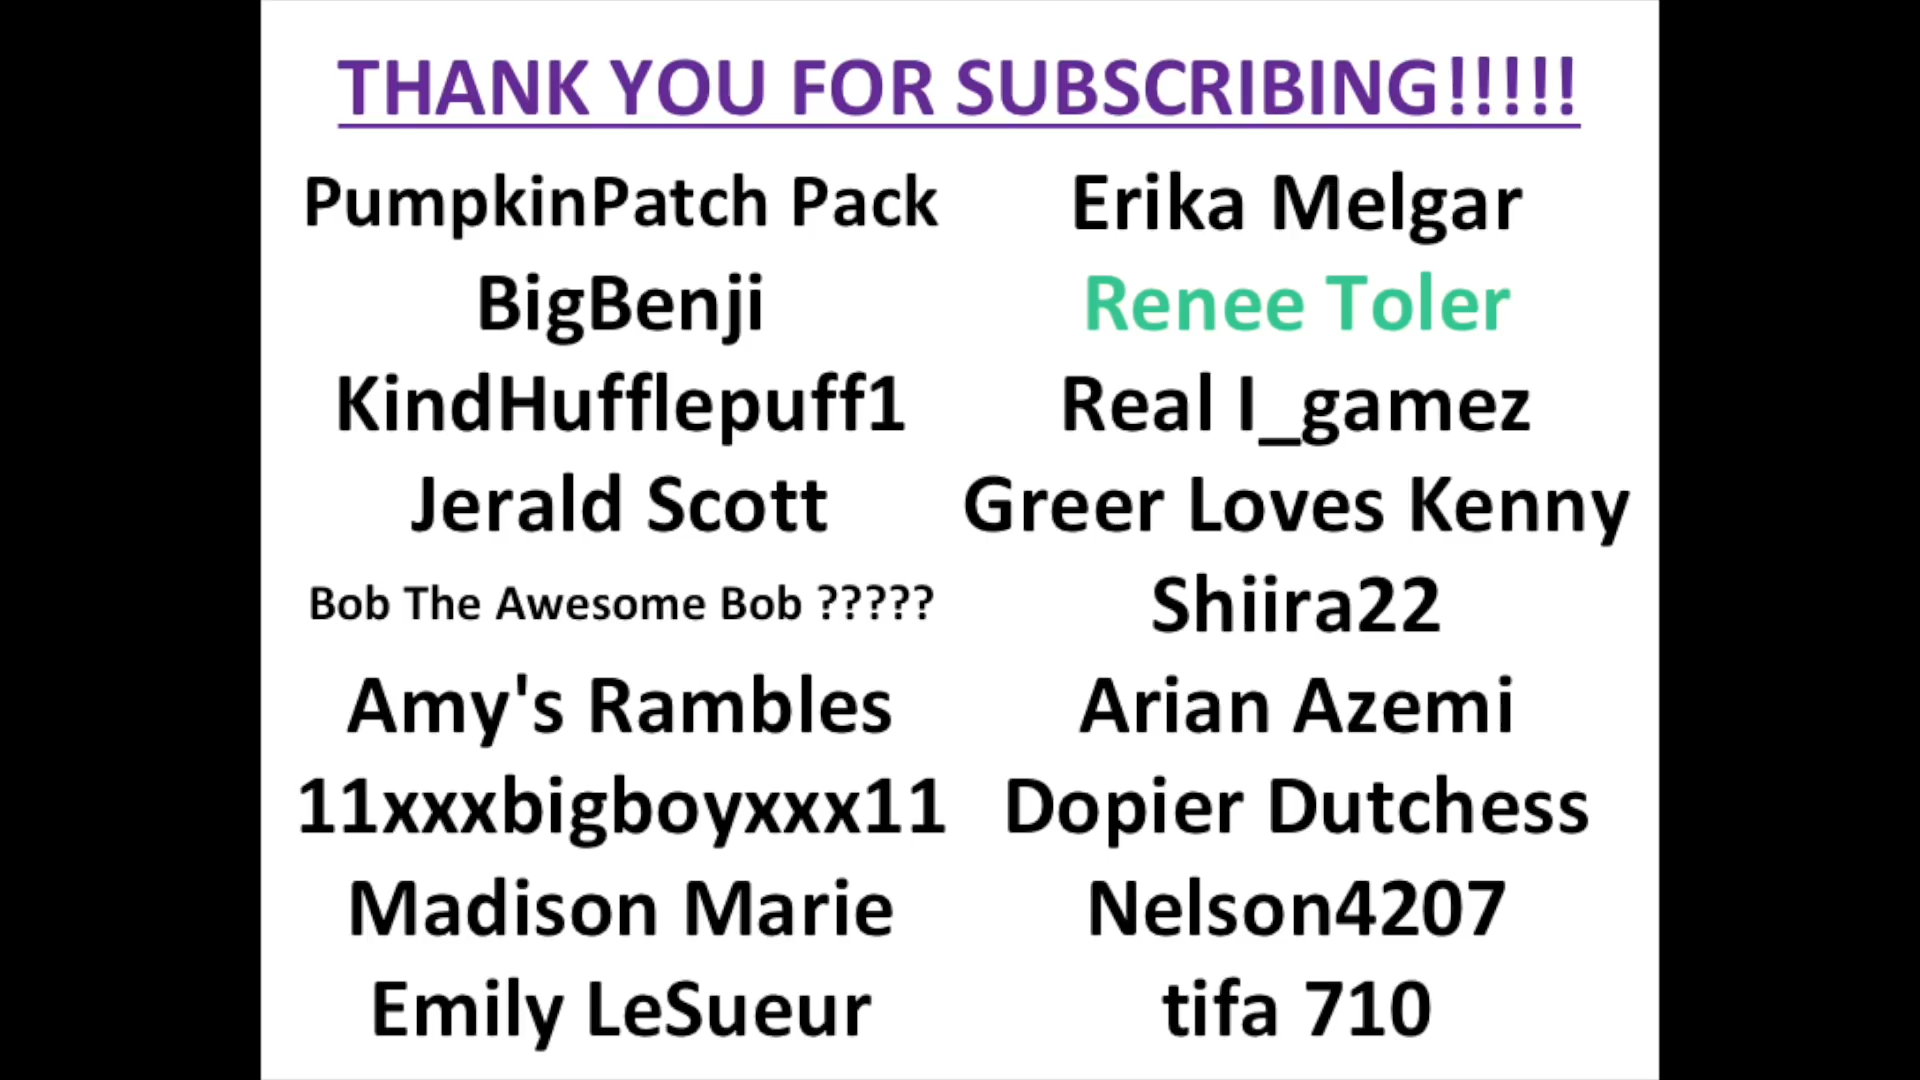 THANK YOU FOR SUBSCRIBING!!!!!
PumpkinPatch Pack
Erika Melgar
BigBenji
Renee Toler
KindHufflepuff1
Real I_gamez
Jerald Scott
Greer Loves Kenny
Bob The Awesome Bob ?????
Shiira22
Amy's Rambles
Arian Azemi
11xxxbigboyxxx11
Dopier Dutchess
Madison Marie
Nelson4207
Emily LeSueur
tifa 710